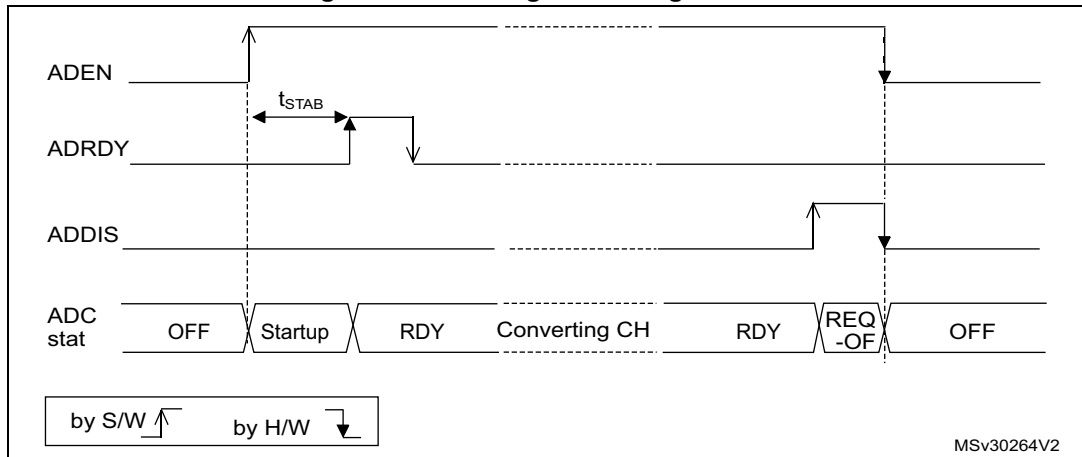 ADEN
tSTAB
ADRDY
ADDIS
ADC
stat
OFF
Startup
RDY
Converting CH
RDY
REQ
-OF
OFF
by S/W
by H/W
MSv30264V2